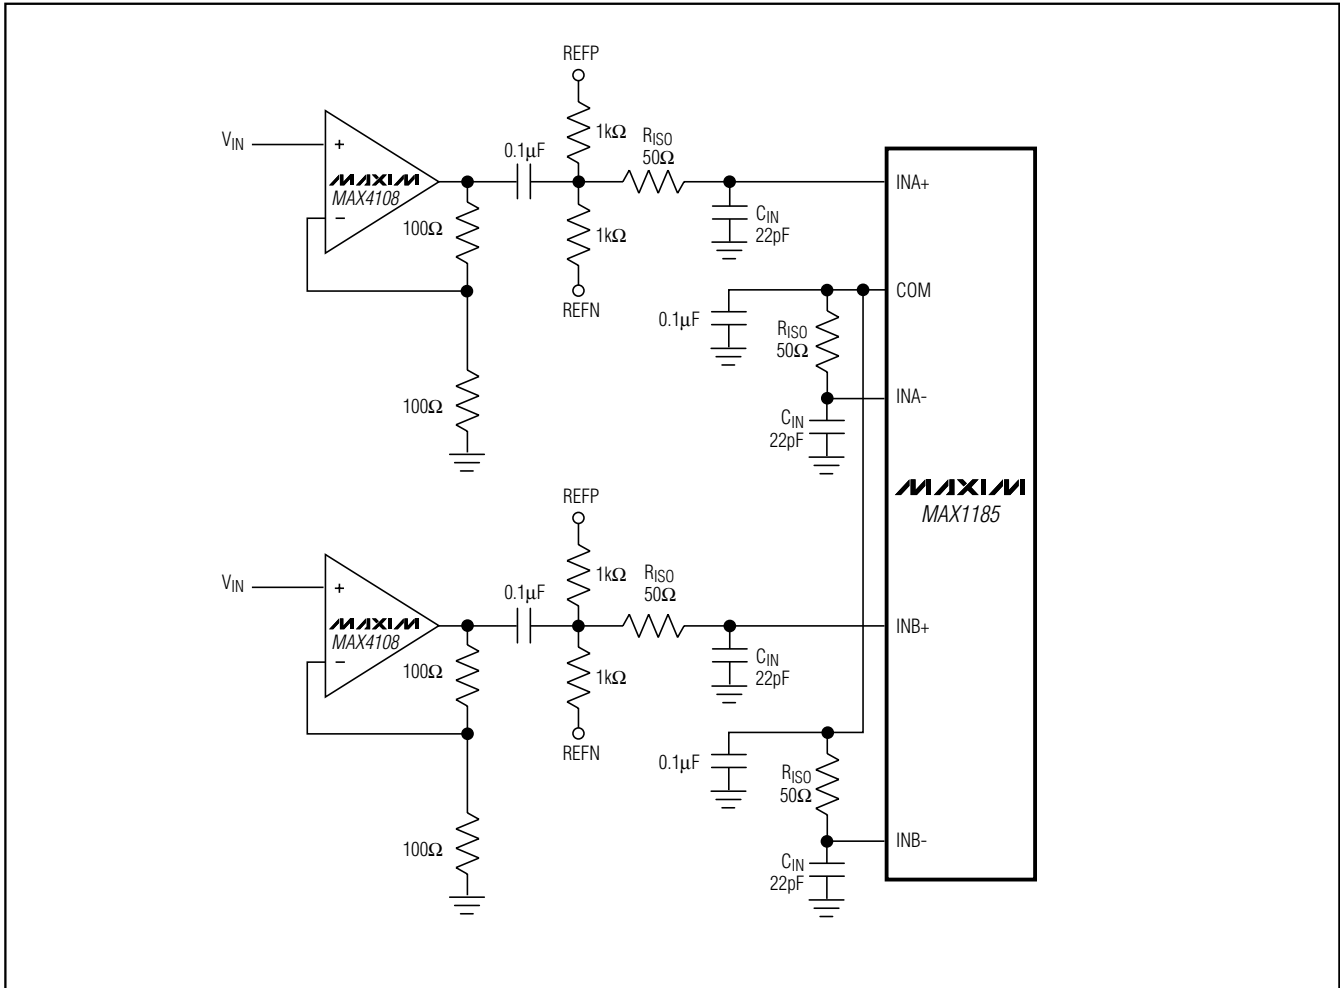 REFP
VIN
+
MAXIM
MAX4108
−
0.1μF
1kΩ
RISO
50Ω
INA+
100Ω
1kΩ
CIN
22pF
REFN
COM
0.1μF
RISO
50Ω
100Ω
INA-
CIN
22pF
MAXIM
MAX1185
REFP
VIN
+
MAXIM
MAX4108
−
0.1μF
1kΩ
RISO
50Ω
INB+
100Ω
1kΩ
CIN
22pF
REFN
0.1μF
RISO
50Ω
100Ω
INB-
CIN
22pF